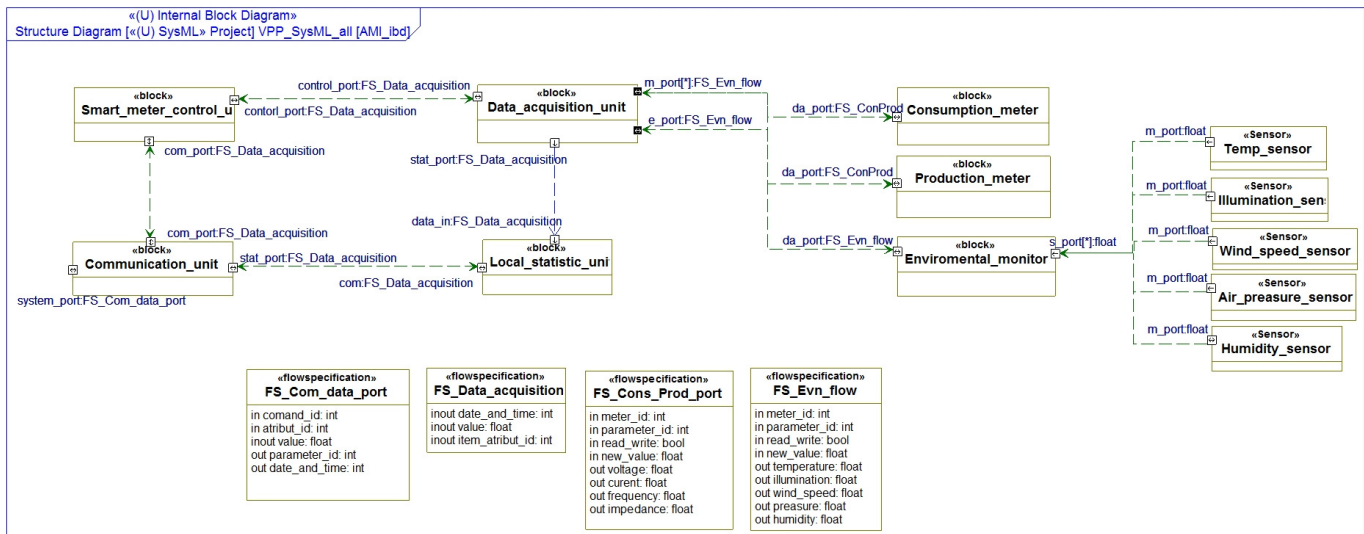 «(U) Internal Block Diagram»
Structure Diagram [«(U) SysML» Project] VPP_SysML_all [AMI_ibd]
«block»
Smart_meter_control_u
control_port:FS_Data_acquisition
contorl_port:FS_Data_acquisition
«block»
Data_acquisition_unit
m_port[*]:FS_Evn_flow
e_port:FS_Evn_flow
da_port:FS_ConProd
«block»
Consumption_meter
com_port:FS_Data_acquisition
stat_port:FS_Data_acquisition
da_port:FS_ConProd
«block»
Production_meter
m_port:float
«Sensor»
Temp_sensor
m_port:float
«Sensor»
Illumination_sen
com_port:FS_Data_acquisition
data_in:FS_Data_acquisition
«block»
Communication_unit
stat_port:FS_Data_acquisition
com:FS_Data_acquisition
system_port:FS_Com_data_port
«block»
Local_statistic_uni
da_port:FS_Evn_flow
«block»
Enviromental_monitor
s_port[*]:float
m_port:float
«Sensor»
Wind_speed_sensor
m_port:float
«Sensor»
Air_preasure_sensor
m_port:float
«Sensor»
Humidity_sensor
«flowspecification»
FS_Com_data_port
in comand_id: int
in atribut_id: int
inout value: float
out parameter_id: int
out date_and_time: int
«flowspecification»
FS_Data_acquisition
inout date_and_time: int
inout value: float
inout item_atribut_id: int
«flowspecification»
FS_Cons_Prod_port
in meter_id: int
in parameter_id: int
in read_write: bool
in new_value: float
out voltage: float
out curent: float
out frequency: float
out impedance: float
«flowspecification»
FS_Evn_flow
in meter_id: int
in parameter_id: int
in read_write: bool
in new_value: float
out temperature: float
out illumination: float
out wind_speed: float
out preasure: float
out humidity: float